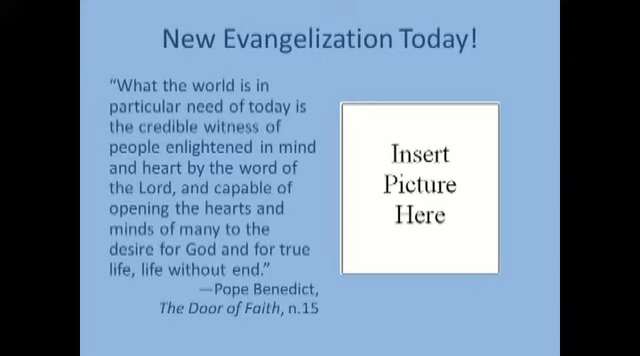 New Evangelization Today!
“What the world is in
particular need of today is
the credible witness of
people enlightened in mind
and heart by the word of
the Lord, and capable of
opening the hearts and
minds of many to the
desire for God and for true
life, life without end.”
—Pope Benedict,
The Door of Faith, n.15
Insert
Picture
Here